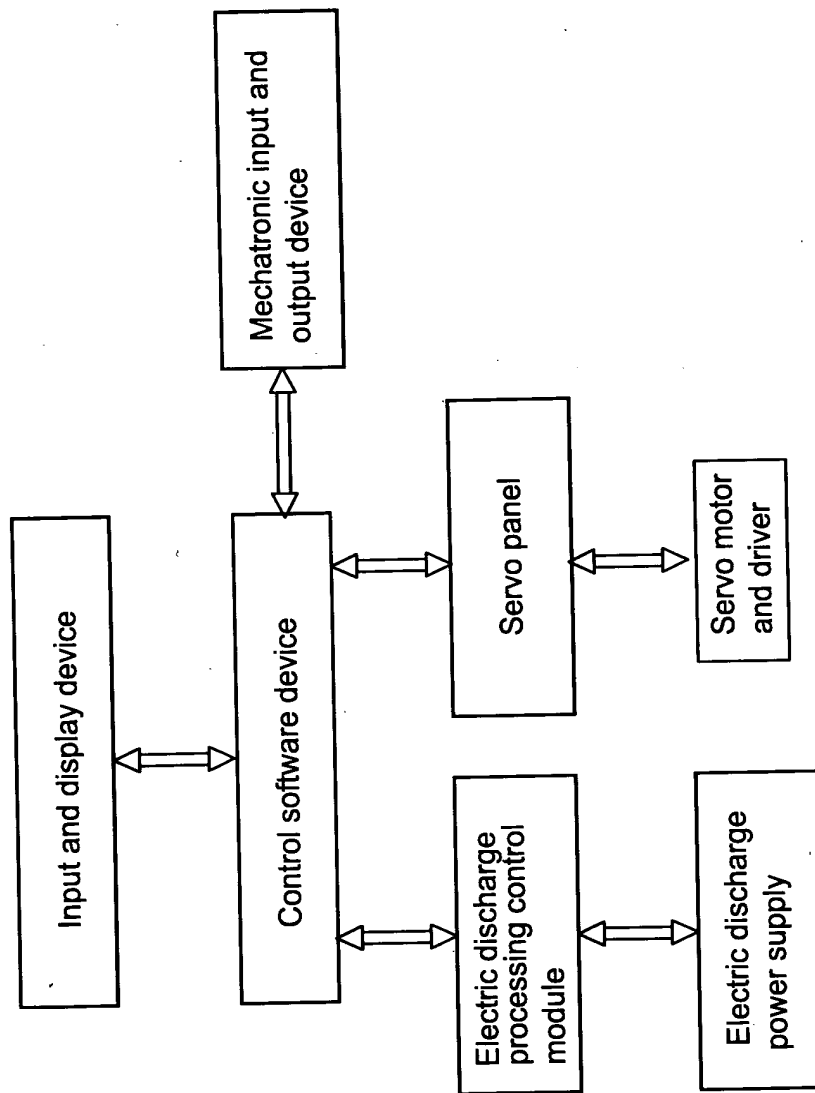 Input and display device
Control software device
Mechatronic input and
output device
Electric discharge
processing control
module
Servo panel
Electric discharge
power supply
Servo motor
and driver